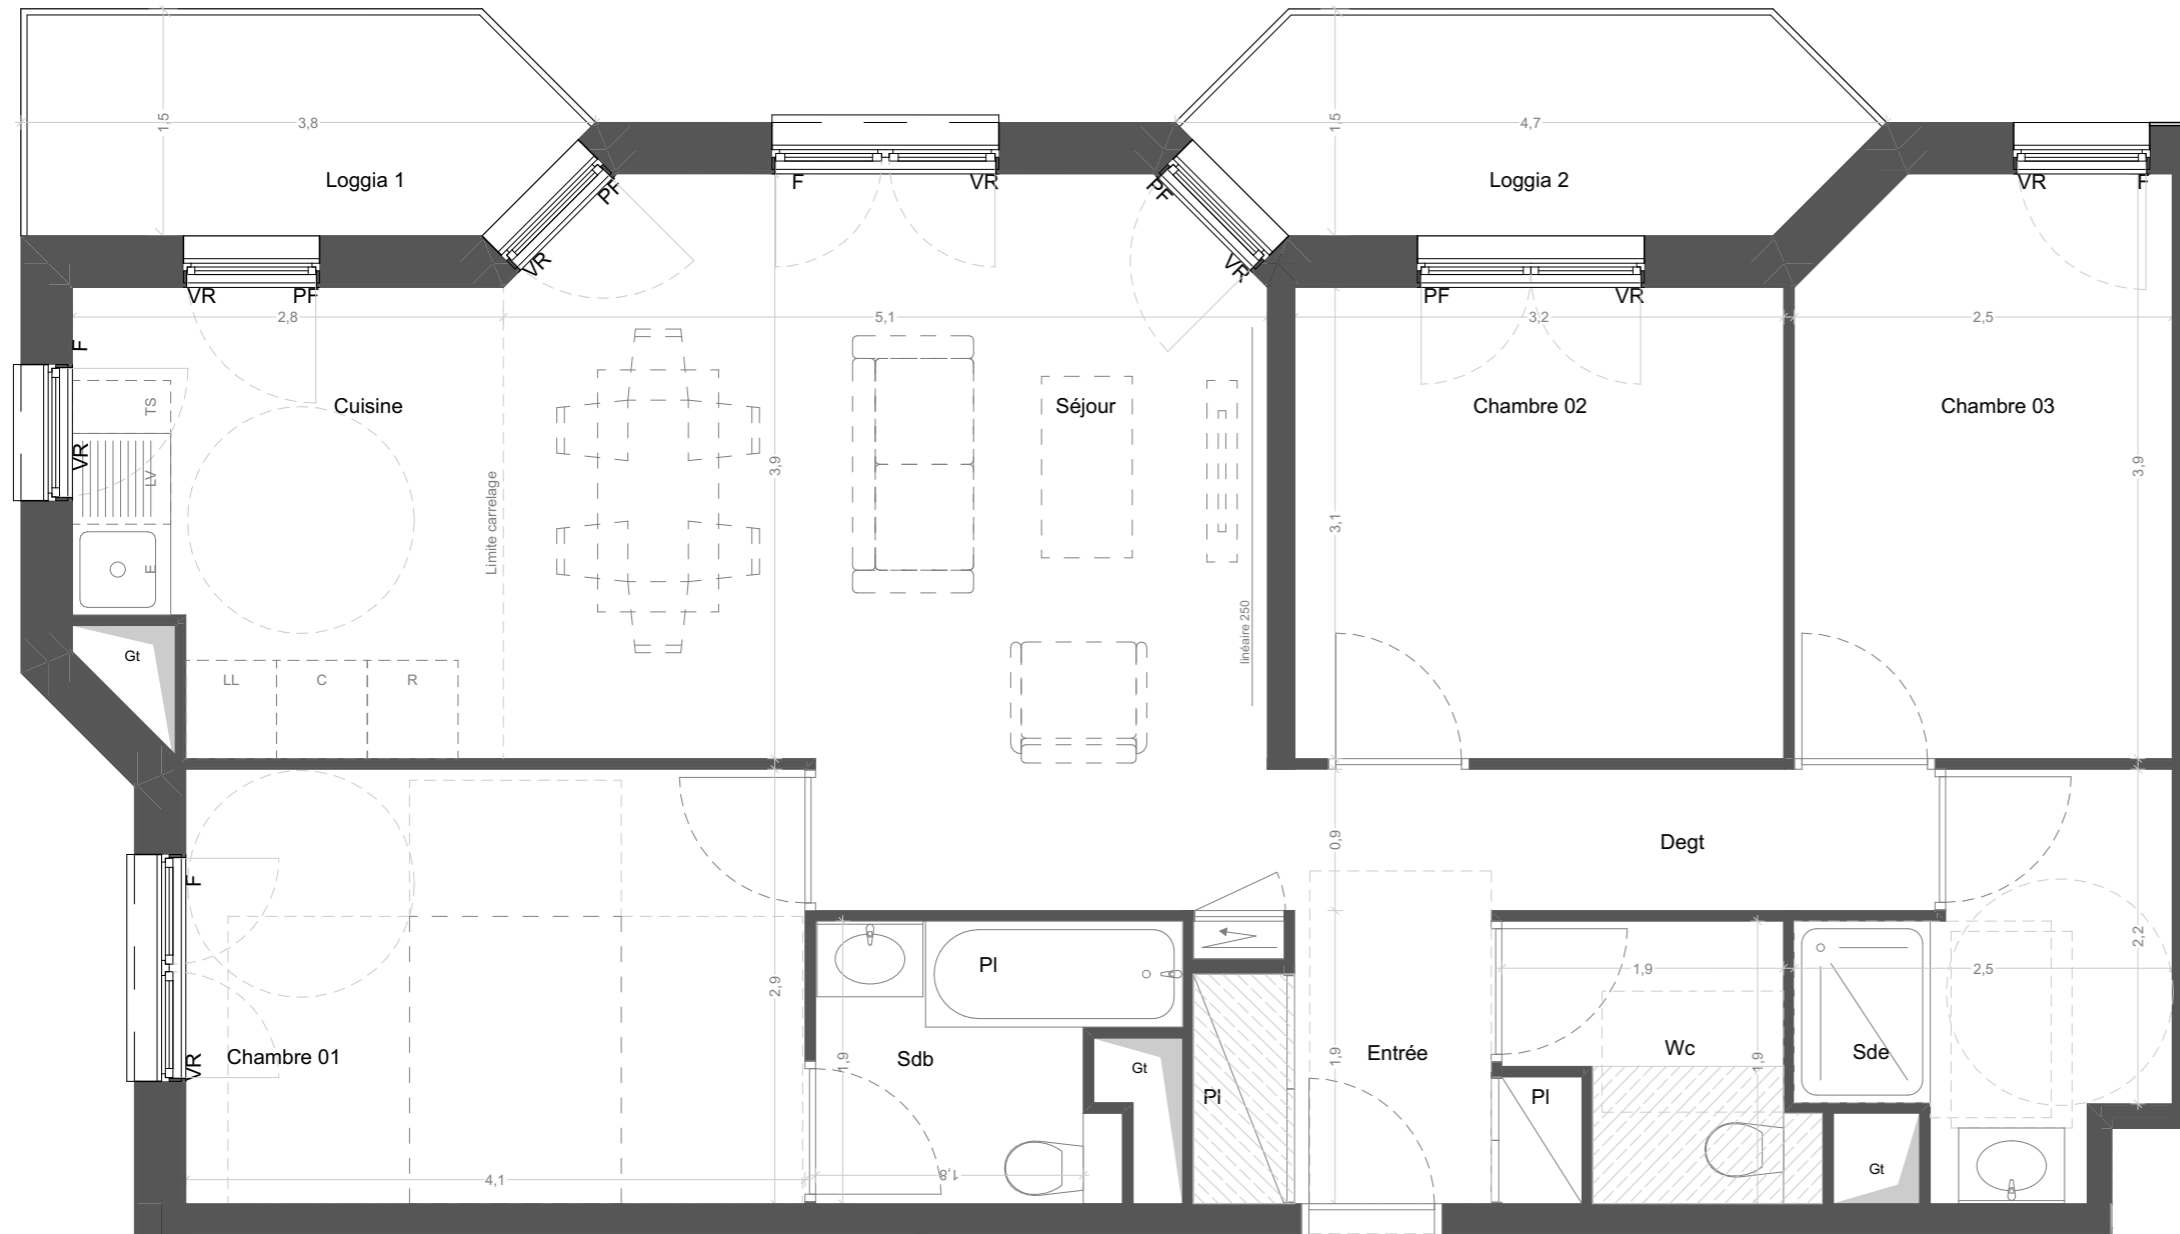 1,5
3,8
Loggia 1
PF
VR
F
VR
1,5
4,7
Loggia 2
PF
VR
VR
F
VR
PF
2,8
5,1
PF
VR
3,2
2,5
F
VR
TS
LV
E
Cuisine
Limite carrelage
3,9
Séjour
linéaire 250
Chambre 02
3,1
Chambre 03
3,9
Gt
LL
C
R
0,9
Degt
F
VR
Chambre 01
2,9
4,1
Pl
Sdb
1,9
1,8
Gt
Pl
Entrée
1,9
1,9
Wc
1,9
Pl
2,5
2,2
Sde
Gt